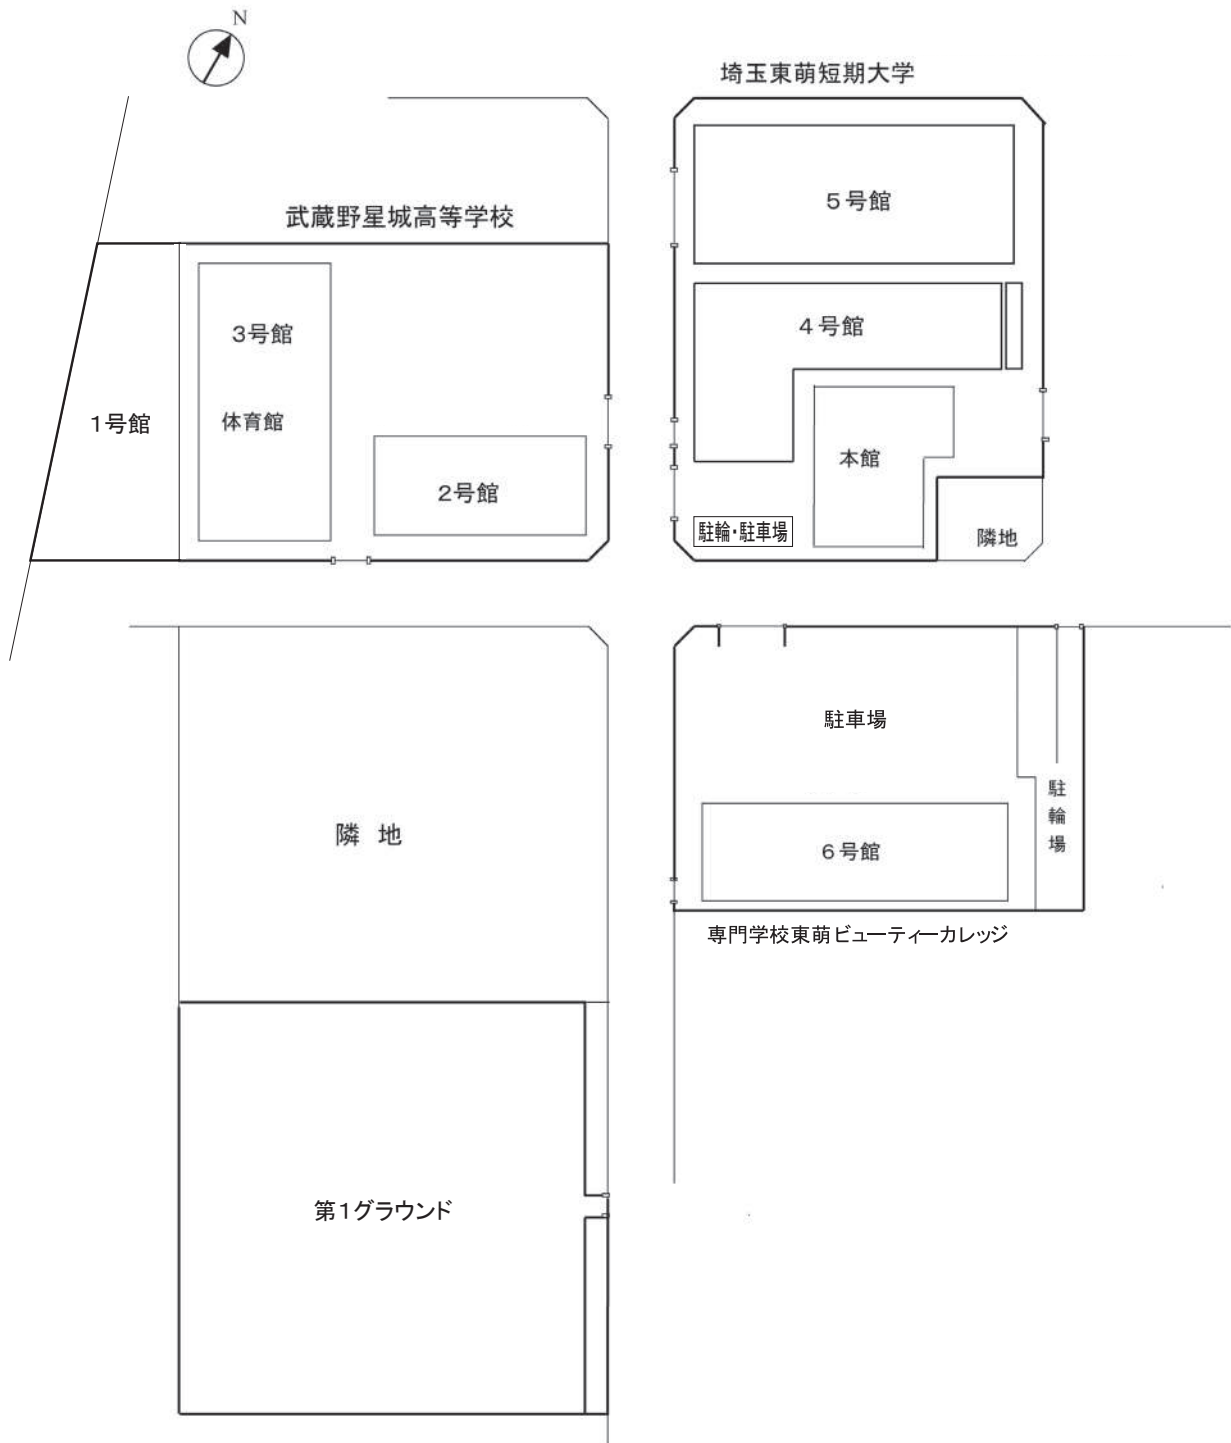 N
埼玉東萌短期大学
5号館
武蔵野星城高等学校
4号館
3号館
体育館
1号館
本館
2号館
駐輪・駐車場
隣地
駐車場
駐輪場
隣 地
6号館
専門学校東萌ビューティーカレッジ
第1グラウンド